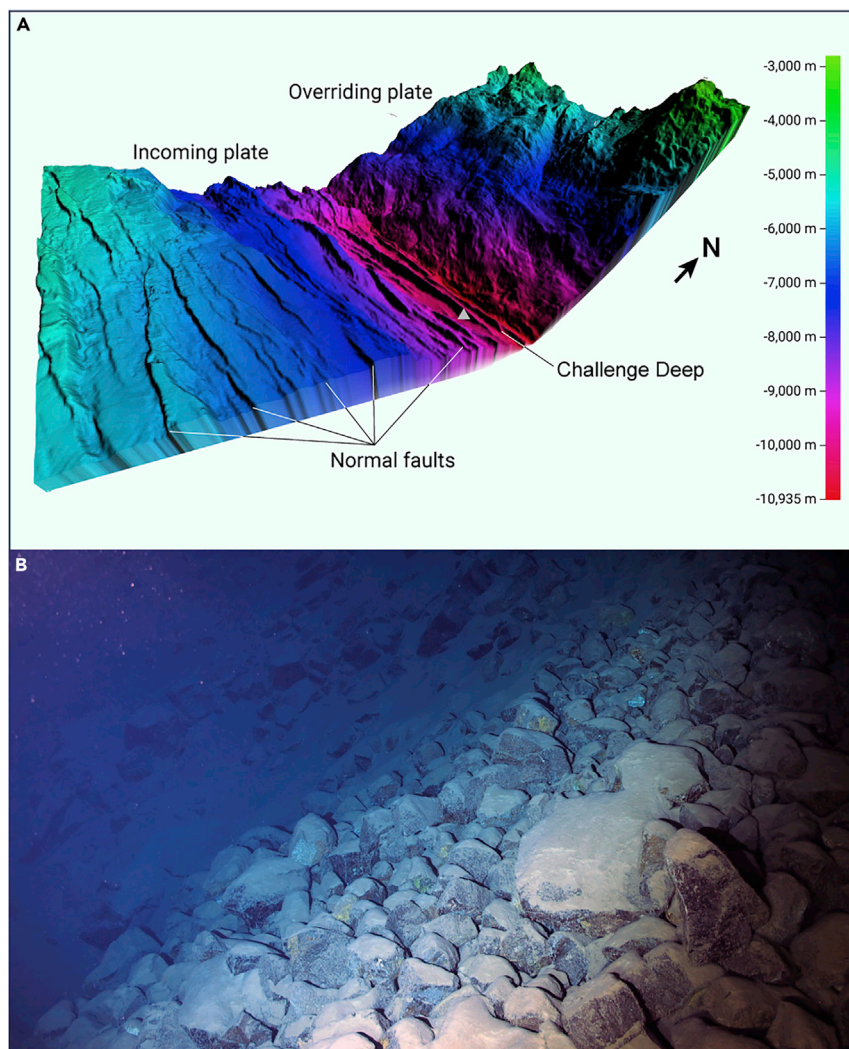 A
Overriding plate
Incoming plate
N
Challenge Deep
Normal faults
-3,000 m
-4,000 m
-5,000 m
-6,000 m
-7,000 m
-8,000 m
-9,000 m
-10,000 m
-10,935 m
B